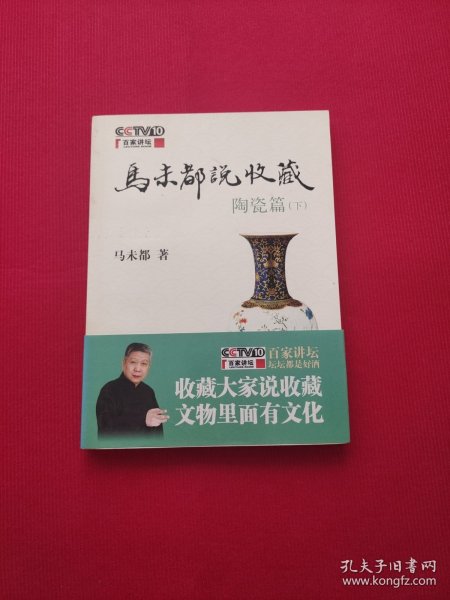 CCTV10
百家讲坛
馬未都說收藏
陶瓷篇(下)
马未都 著
CCTV10
百家讲坛
百家讲坛
坛坛都是好酒
收藏大家说收藏
文物里面有文化
孔夫子旧书网
www.kongfz.com